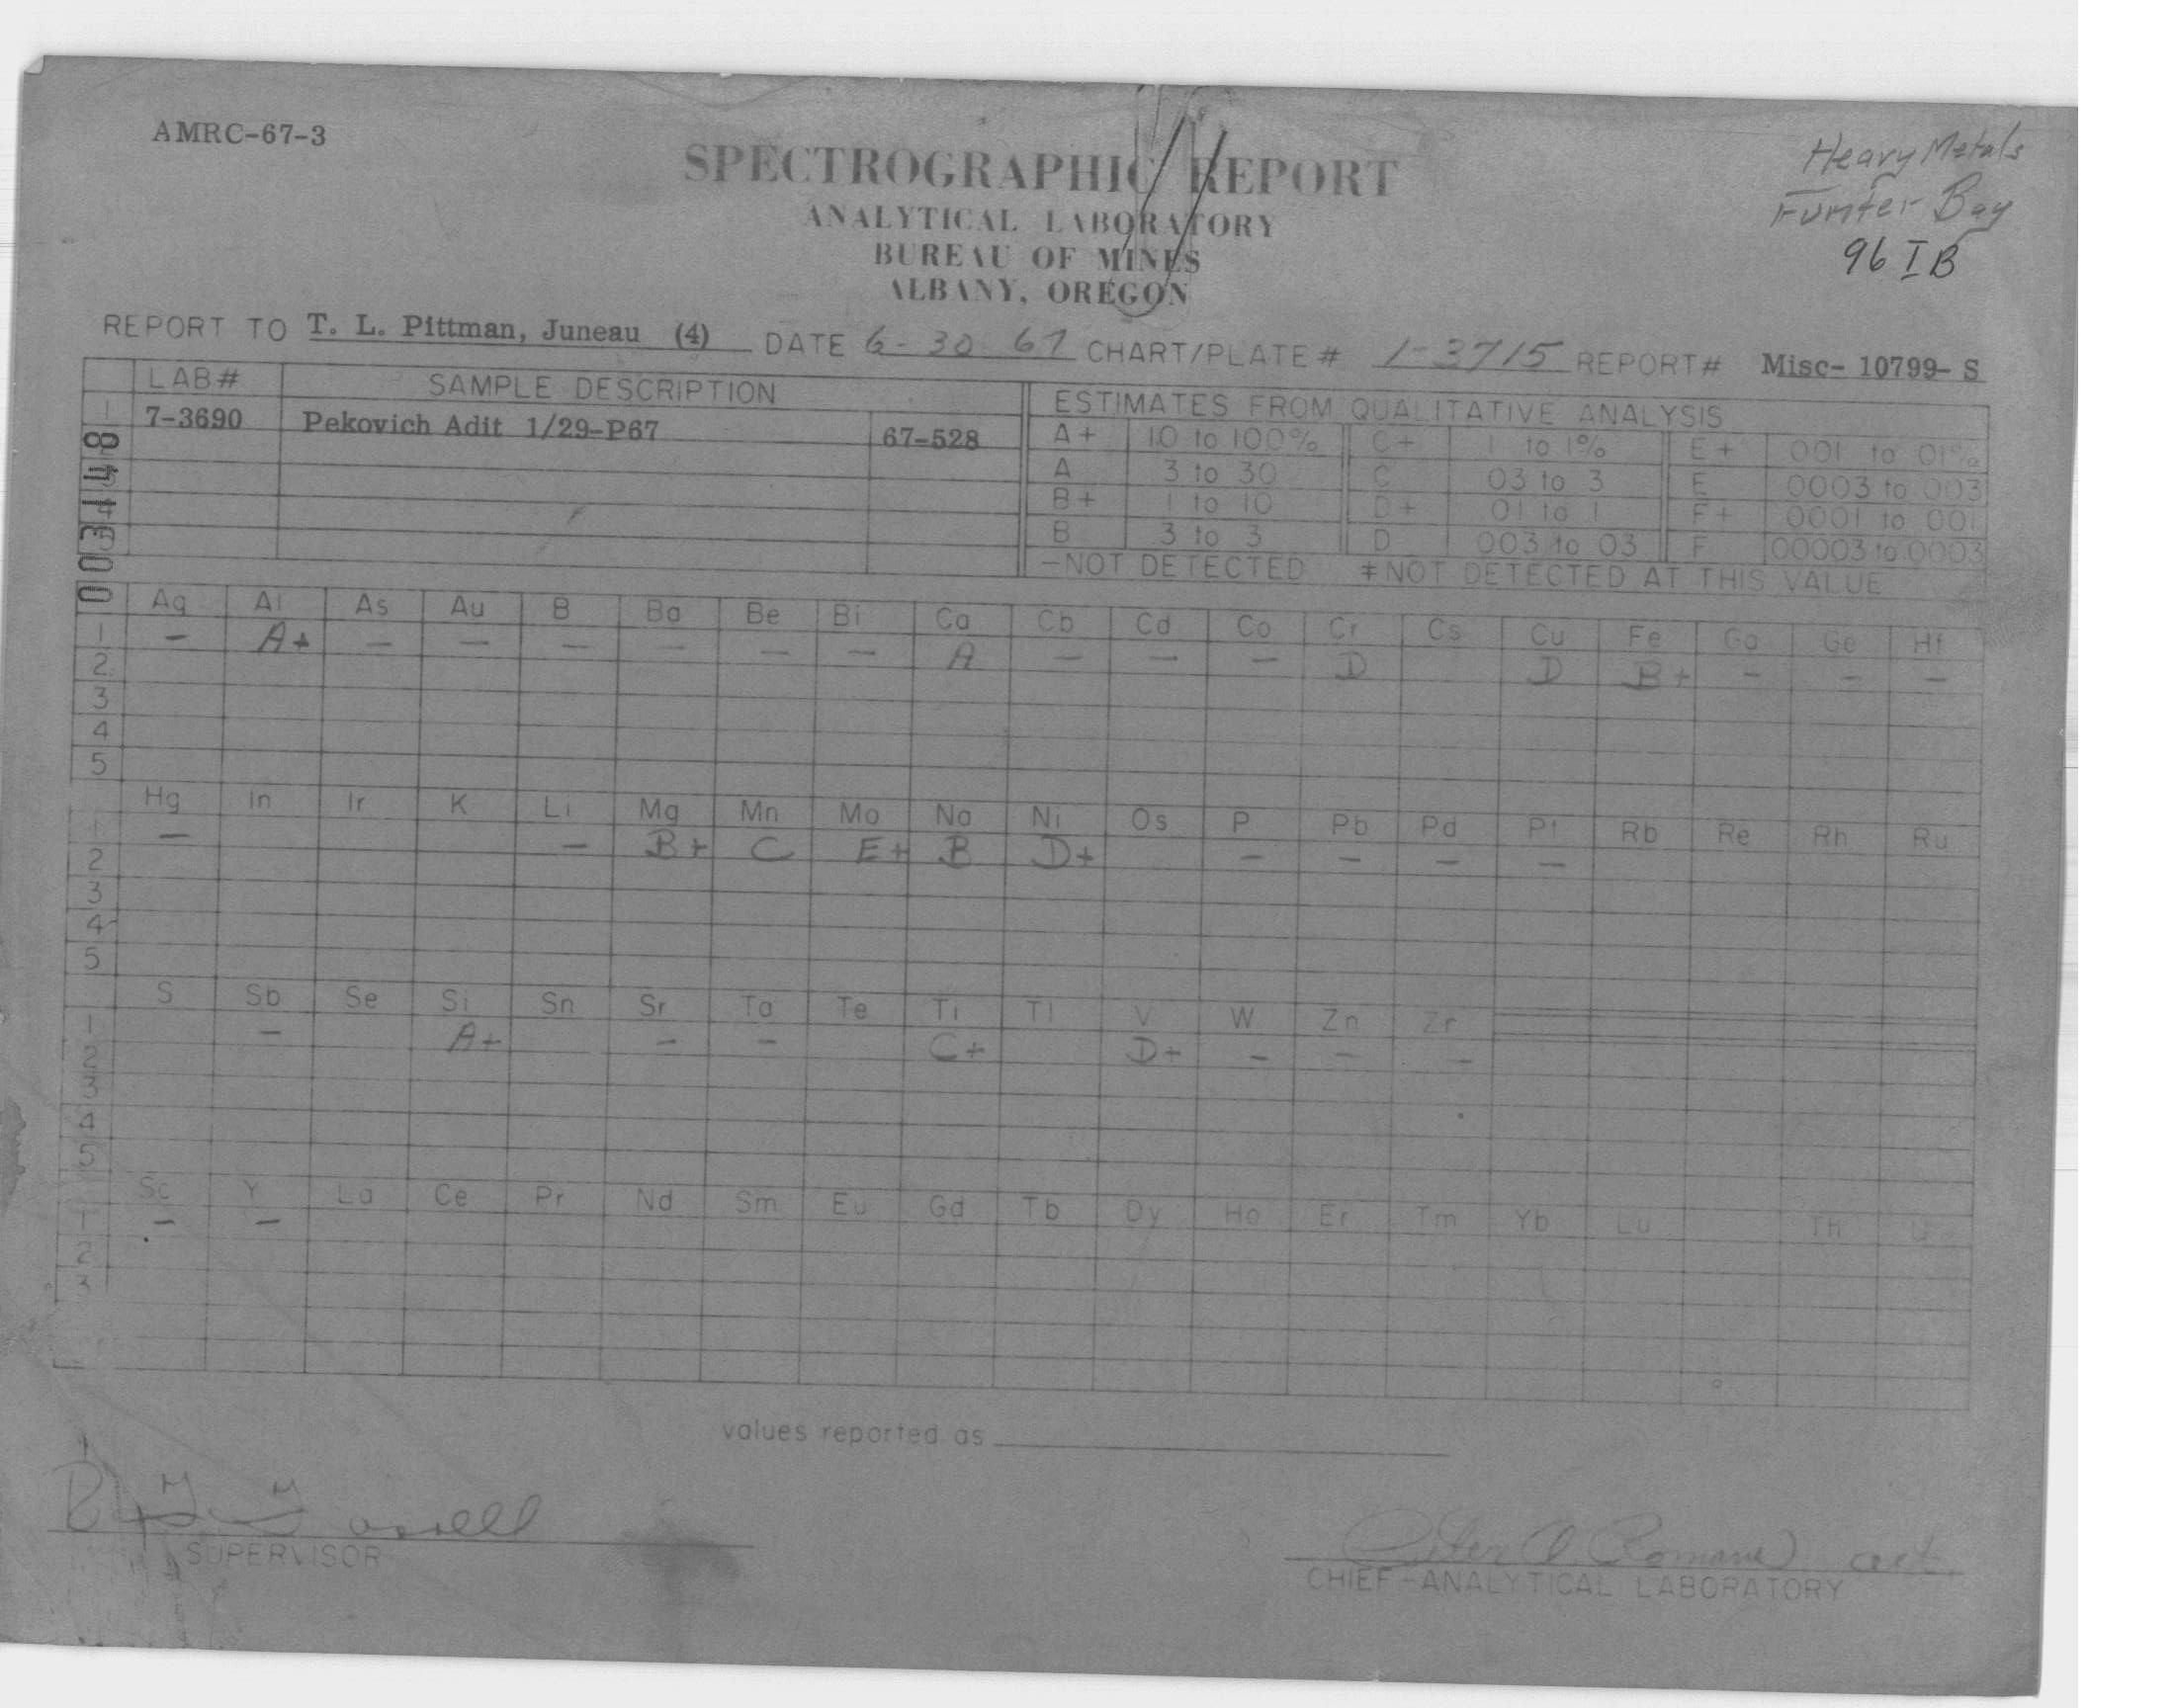 AMRC-67-3
Heavy Metals
Funter Bay
96 I B
SPECTROGRAPHIC REPORT
ANALYTICAL LABORATORY
BUREAU OF MINES
ALBANY, OREGON
REPORT TO T. L. Pittman, Juneau (4) DATE 6-30 67 CHART/PLATE # 1-3715 REPORT# Misc- 10799- S
LAB# SAMPLE DESCRIPTION ESTIMATES FROM QUALITATIVE ANALYSIS
1 7-3690 Pekovich Adit 1/29-P67 67-528
A+ 10 to 100% C+ 1 to 1% E+ 001 to 01%
A 3 to 30 C 03 to 3 E 0003 to 003
B+ 1 to 10 D+ 01 to 1 F+ 0001 to 001
B 3 to 3 D 003 to 03 F 00003 to 0003
-NOT DETECTED ≠NOT DETECTED AT THIS VALUE
0031148
Ag Al As Au B Ba Be Bi Ca Cb Cd Co Cr Cs Cu Fe Ga Ge Hf
1 - A+ - - - - - - A - - - D D B+ - - -
2
3
4
5
Hg In Ir K Li Mg Mn Mo Na Ni Os P Pb Pd Pt Rb Re Rh Ru
1 - - B+ C E+ B D+ - - - -
2
3
4
5
S Sb Se Si Sn Sr Ta Te Ti Tl V W Zn Zr
1 - A+ - - C+ D+ - - -
2
3
4
5
Sc Y La Ce Pr Nd Sm Eu Gd Tb Dy Ho Er Tm Yb Lu Th U
1 - -
2
3
values reported as
SUPERVISOR
CHIEF-ANALYTICAL LABORATORY